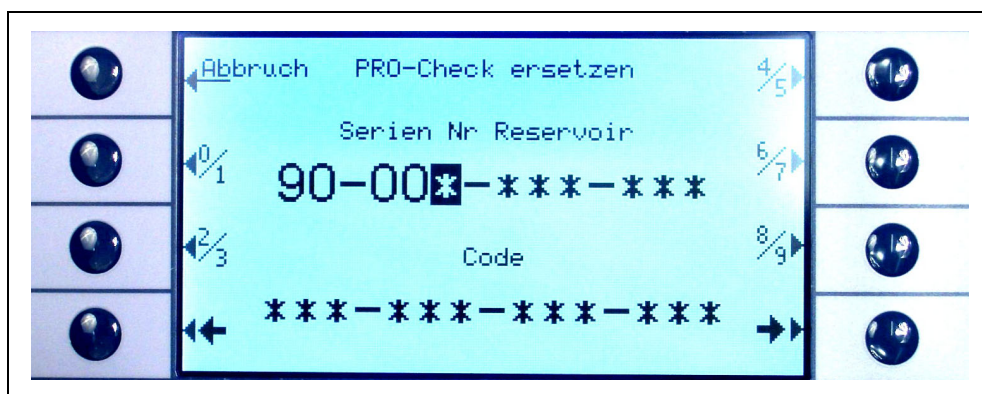 Abbruch PRO-Check ersetzen 4/5
Serien Nr Reservoir
0/1 90-00*-***-*** 6/7
2/3 Code 8/9
***-***-***-***